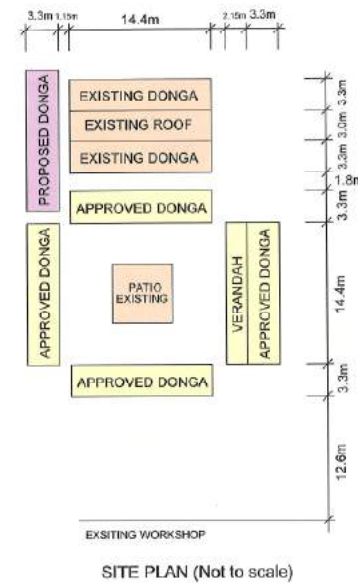 3.3m 1.15m 14.4m 2.15m 3.3m
PROPOSED DONGA
EXISTING DONGA
EXISTING ROOF
EXISTING DONGA
APPROVED DONGA
APPROVED DONGA
PATIO
EXISTING
VERANDAH
APPROVED DONGA
APPROVED DONGA
3.3m
3.0m
3.3m
1.8m
3.3m
14.4m
3.3m
12.6m
EXSITING WORKSHOP
SITE PLAN (Not to scale)